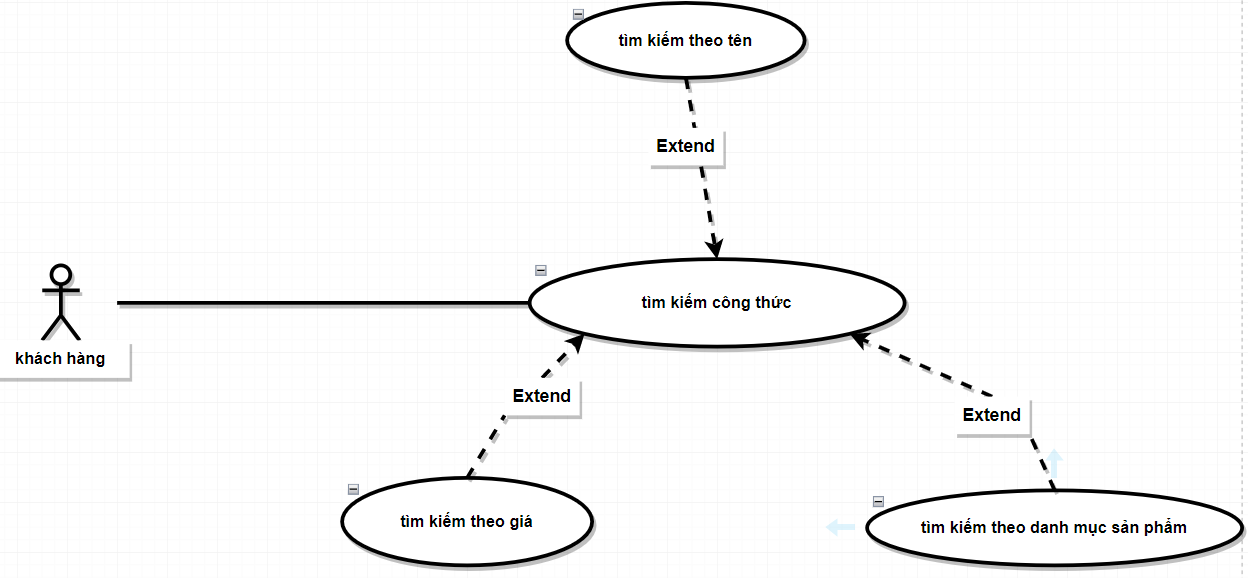 tìm kiếm theo tên
Extend
tìm kiếm công thức
khách hàng
Extend
Extend
tìm kiếm theo giá
tìm kiếm theo danh mục sản phẩm